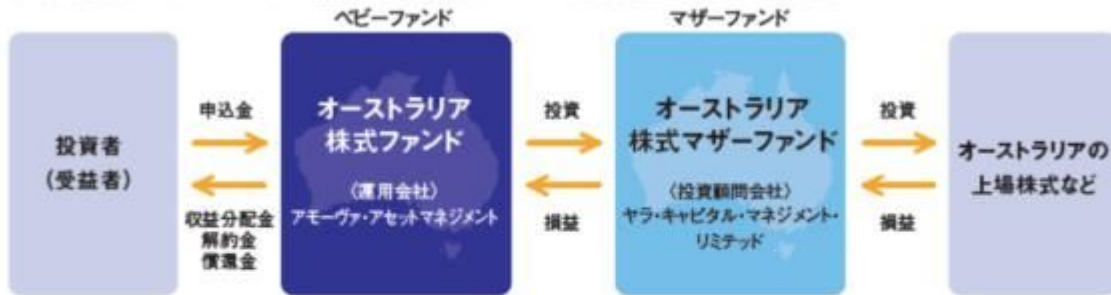 ベビーファンド
マザーファンド
投資者
（受益者）
申込金
収益分配金
解約金
償還金
オーストラリア
株式ファンド
〈運用会社〉
アモーヴァ・アセットマネジメント
投資
損益
オーストラリア
株式マザーファンド
〈投資顧問会社〉
ヤラ・キャピタル・マネジメント・
リミテッド
投資
損益
オーストラリアの
上場株式など